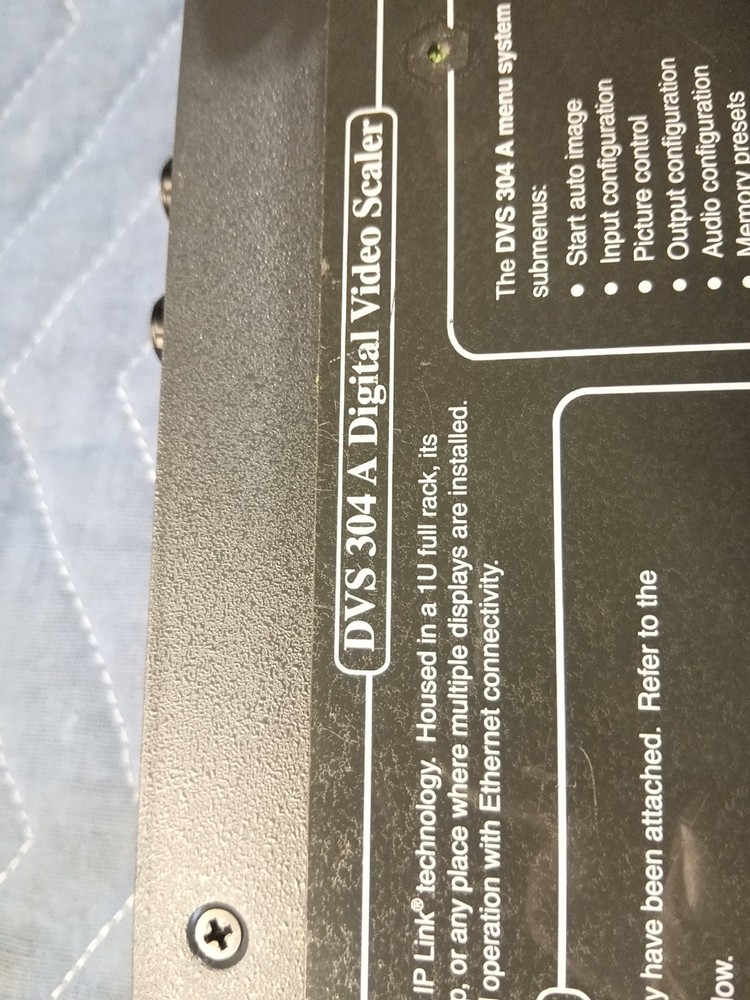 DVS 304 A Digital Video Scaler
IP Link® technology. Housed in a 1U full rack, its
or any place where multiple displays are installed.
operation with Ethernet connectivity.
The DVS 304 A menu system
submenus:
• Start auto image
• Input configuration
• Picture control
• Output configuration
• Audio configuration
• Memory presets
have been attached. Refer to the